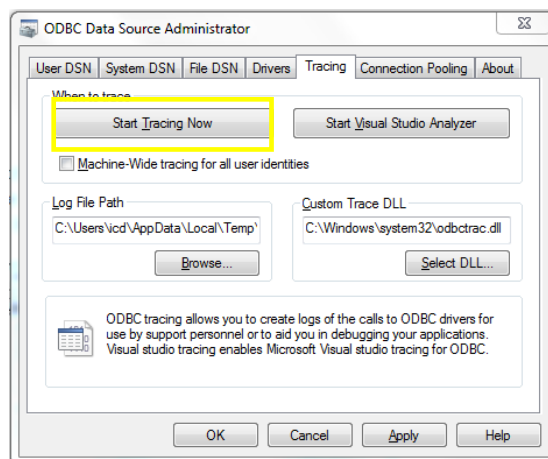 ODBC Data Source Administrator
User DSN System DSN File DSN Drivers Tracing Connection Pooling About
When to trace
Start Tracing Now Start Visual Studio Analyzer
Machine-Wide tracing for all user identities
Log File Path Custom Trace DLL
C:\Users\icd\AppData\Local\Temp\ C:\Windows\system32\odbctrac.dll
Browse... Select DLL...
ODBC tracing allows you to create logs of the calls to ODBC drivers for
use by support personnel or to aid you in debugging your applications.
Visual studio tracing enables Microsoft Visual studio tracing for ODBC.
OK Cancel Apply Help